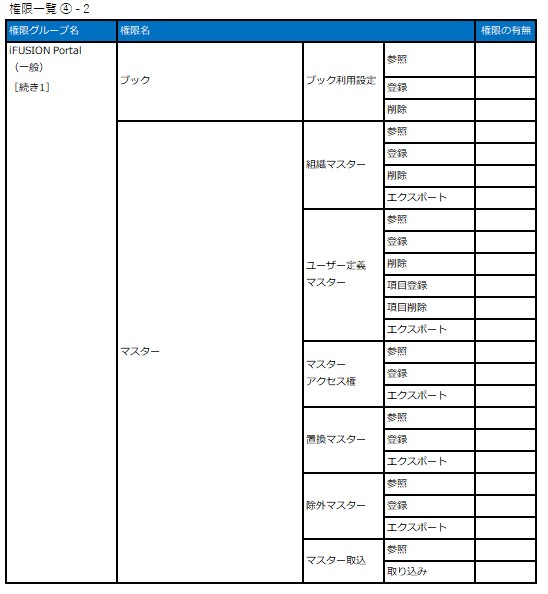 権限一覧 ④ - 2
権限グループ名 権限名 権限の有無
iFUSION Portal
（一般）
［続き1］
ブック
ブック利用設定
参照
登録
削除
マスター
組織マスター
参照
登録
削除
エクスポート
ユーザー定義
マスター
参照
登録
削除
項目登録
項目削除
エクスポート
マスター
アクセス権
参照
登録
エクスポート
置換マスター
参照
登録
エクスポート
除外マスター
参照
登録
エクスポート
マスター取込
参照
取り込み